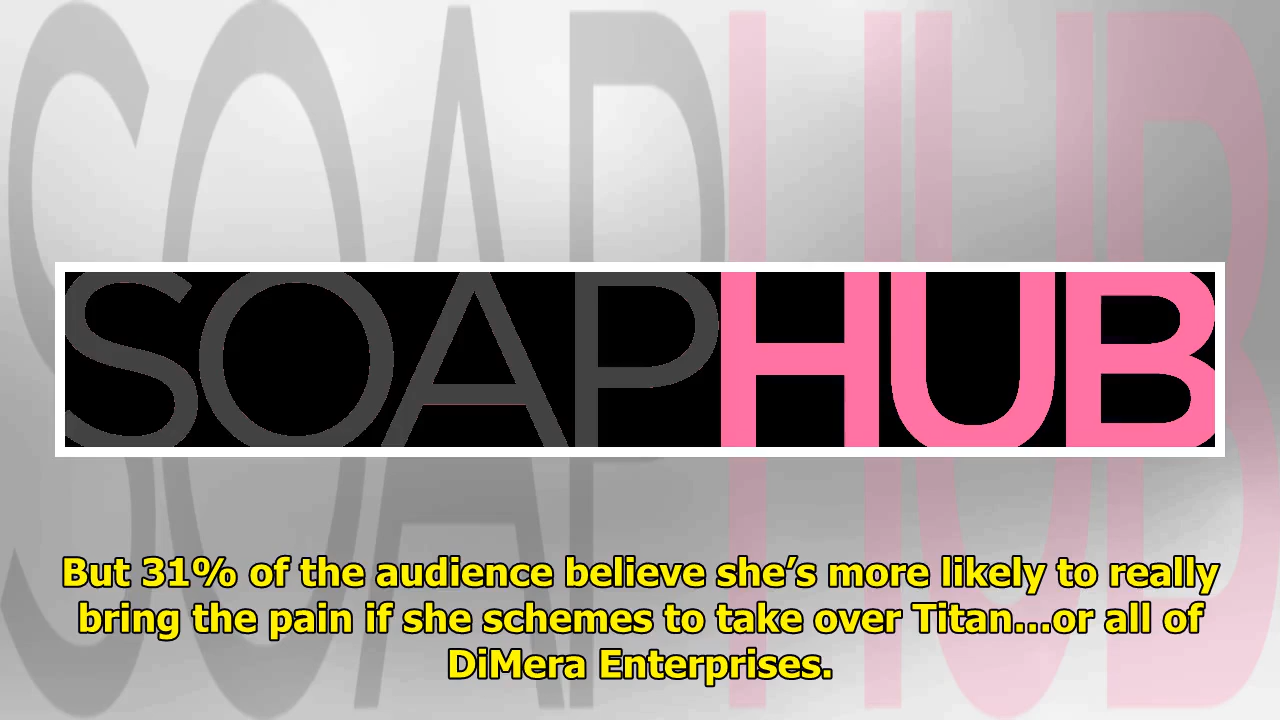 SOAPHUB
But 31% of the audience believe she’s more likely to really
bring the pain if she schemes to take over Titan...or all of
DiMera Enterprises.